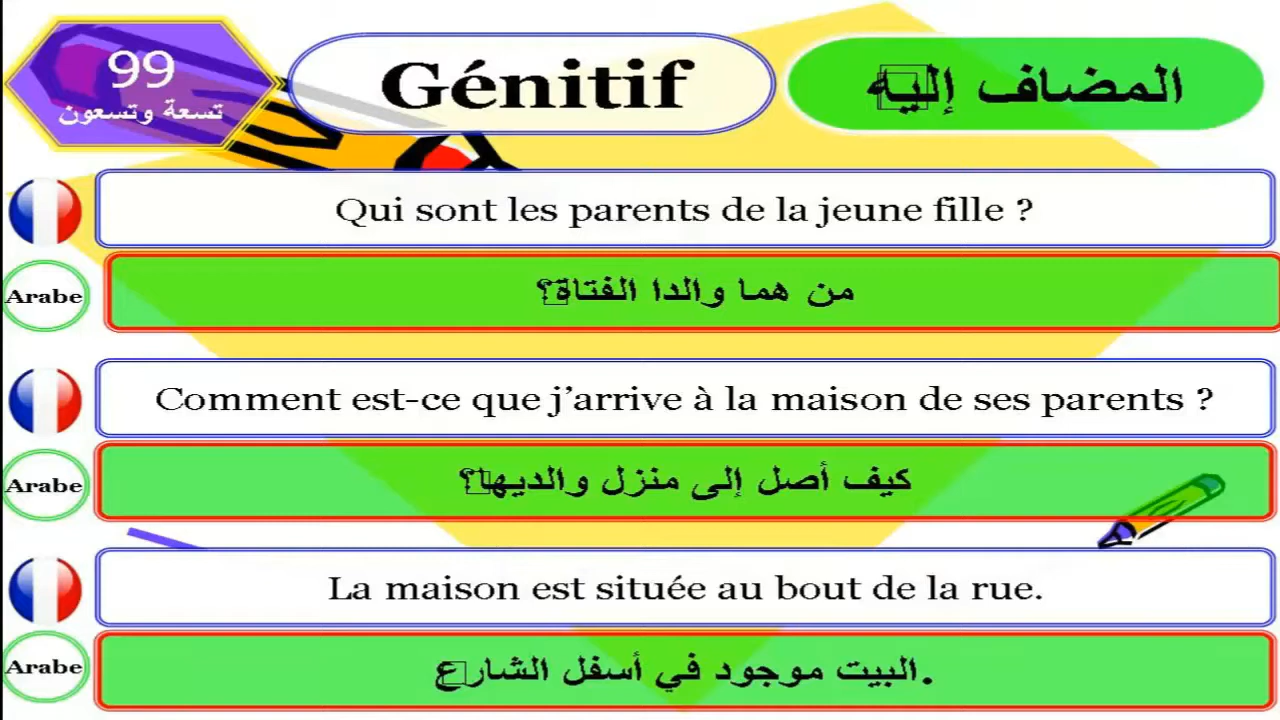 99
تسعة وتسعون
Génitif
المضاف إليه
Qui sont les parents de la jeune fille ?
Arabe
من هما والدا الفتاة؟
Comment est-ce que j’arrive à la maison de ses parents ?
Arabe
كيف أصل إلى منزل والديها؟
La maison est située au bout de la rue.
Arabe
البيت موجود في أسفل الشارع.